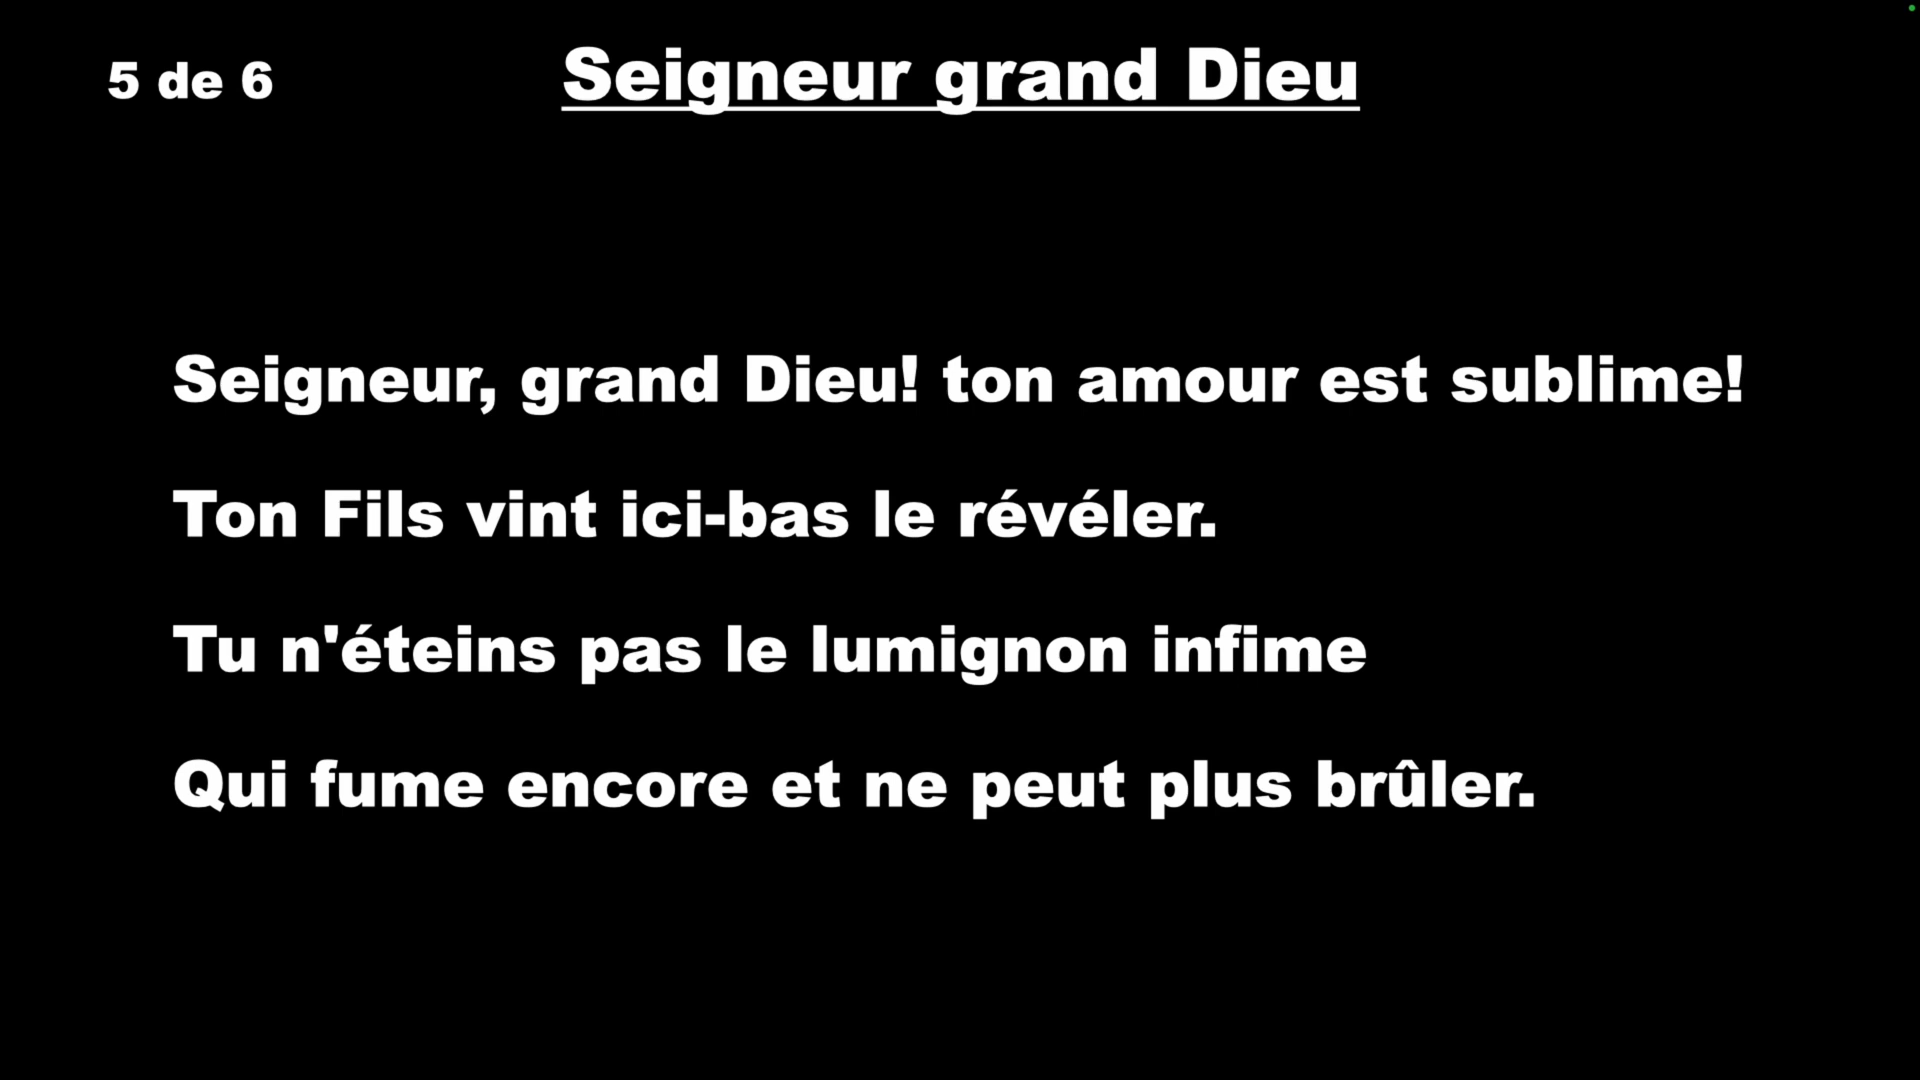 5 de 6
Seigneur grand Dieu
Seigneur, grand Dieu! ton amour est sublime!
Ton Fils vint ici-bas le révéler.
Tu n'éteins pas le lumignon infime
Qui fume encore et ne peut plus brûler.